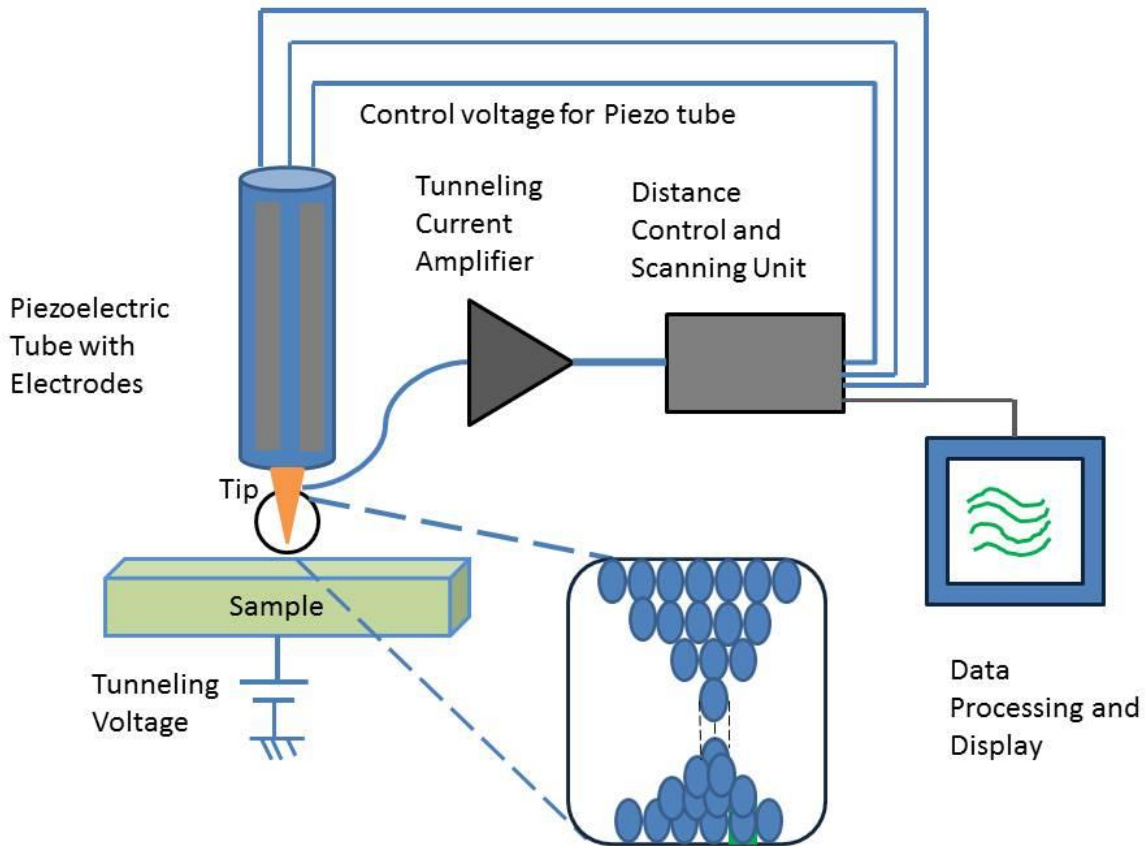 Control voltage for Piezo tube
Tunneling
Current
Amplifier
Distance
Control and
Scanning Unit
Piezoelectric
Tube with
Electrodes
Tip
Sample
Tunneling
Voltage
Data
Processing and
Display